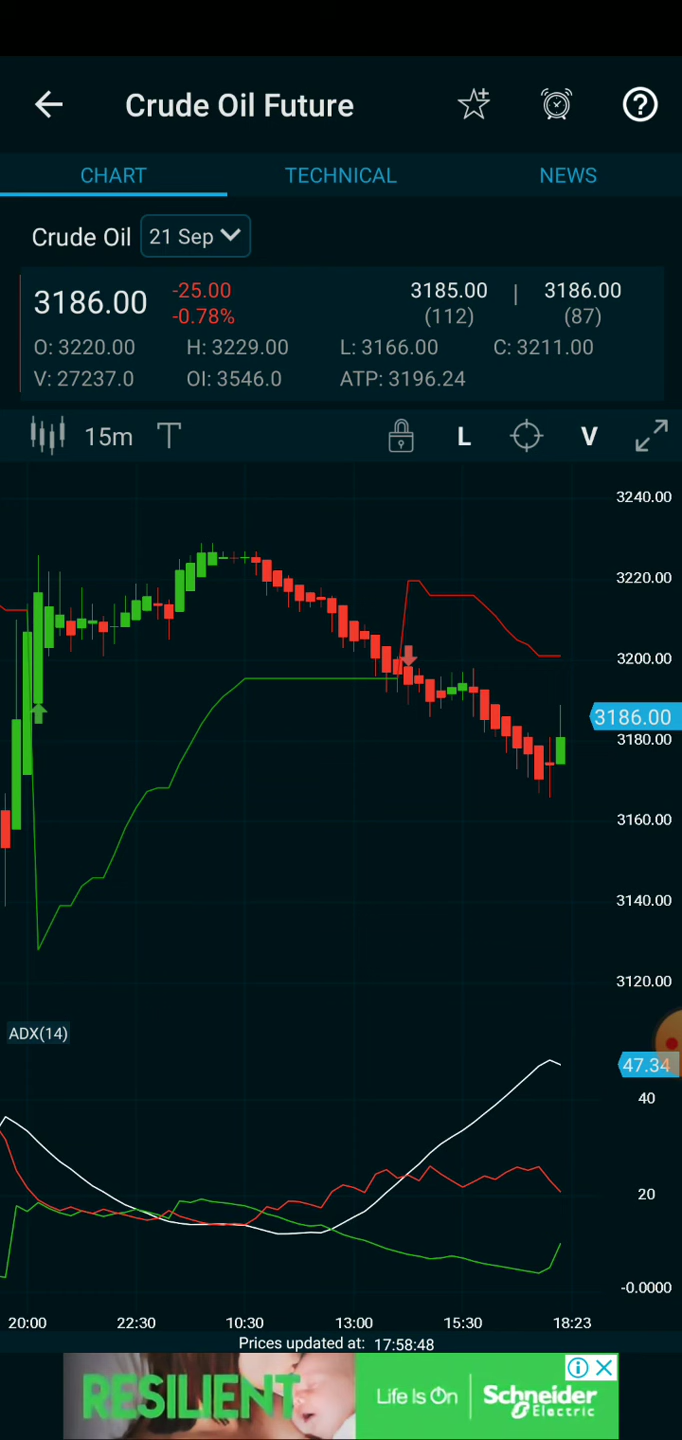 Crude Oil Future
CHART TECHNICAL NEWS
Crude Oil 21 Sep
3186.00 -25.00 -0.78% 3185.00 (112) | 3186.00 (87)
O: 3220.00 H: 3229.00 L: 3166.00 C: 3211.00
V: 27237.0 OI: 3546.0 ATP: 3196.24
15m T L V
3240.00
3220.00
3200.00
3186.00
3180.00
3160.00
3140.00
3120.00
ADX(14)
47.34
40
20
-0.0000
20:00 22:30 10:30 13:00 15:30 18:23
Prices updated at: 17:58:48
RESILIENT Life Is On | Schneider Electric